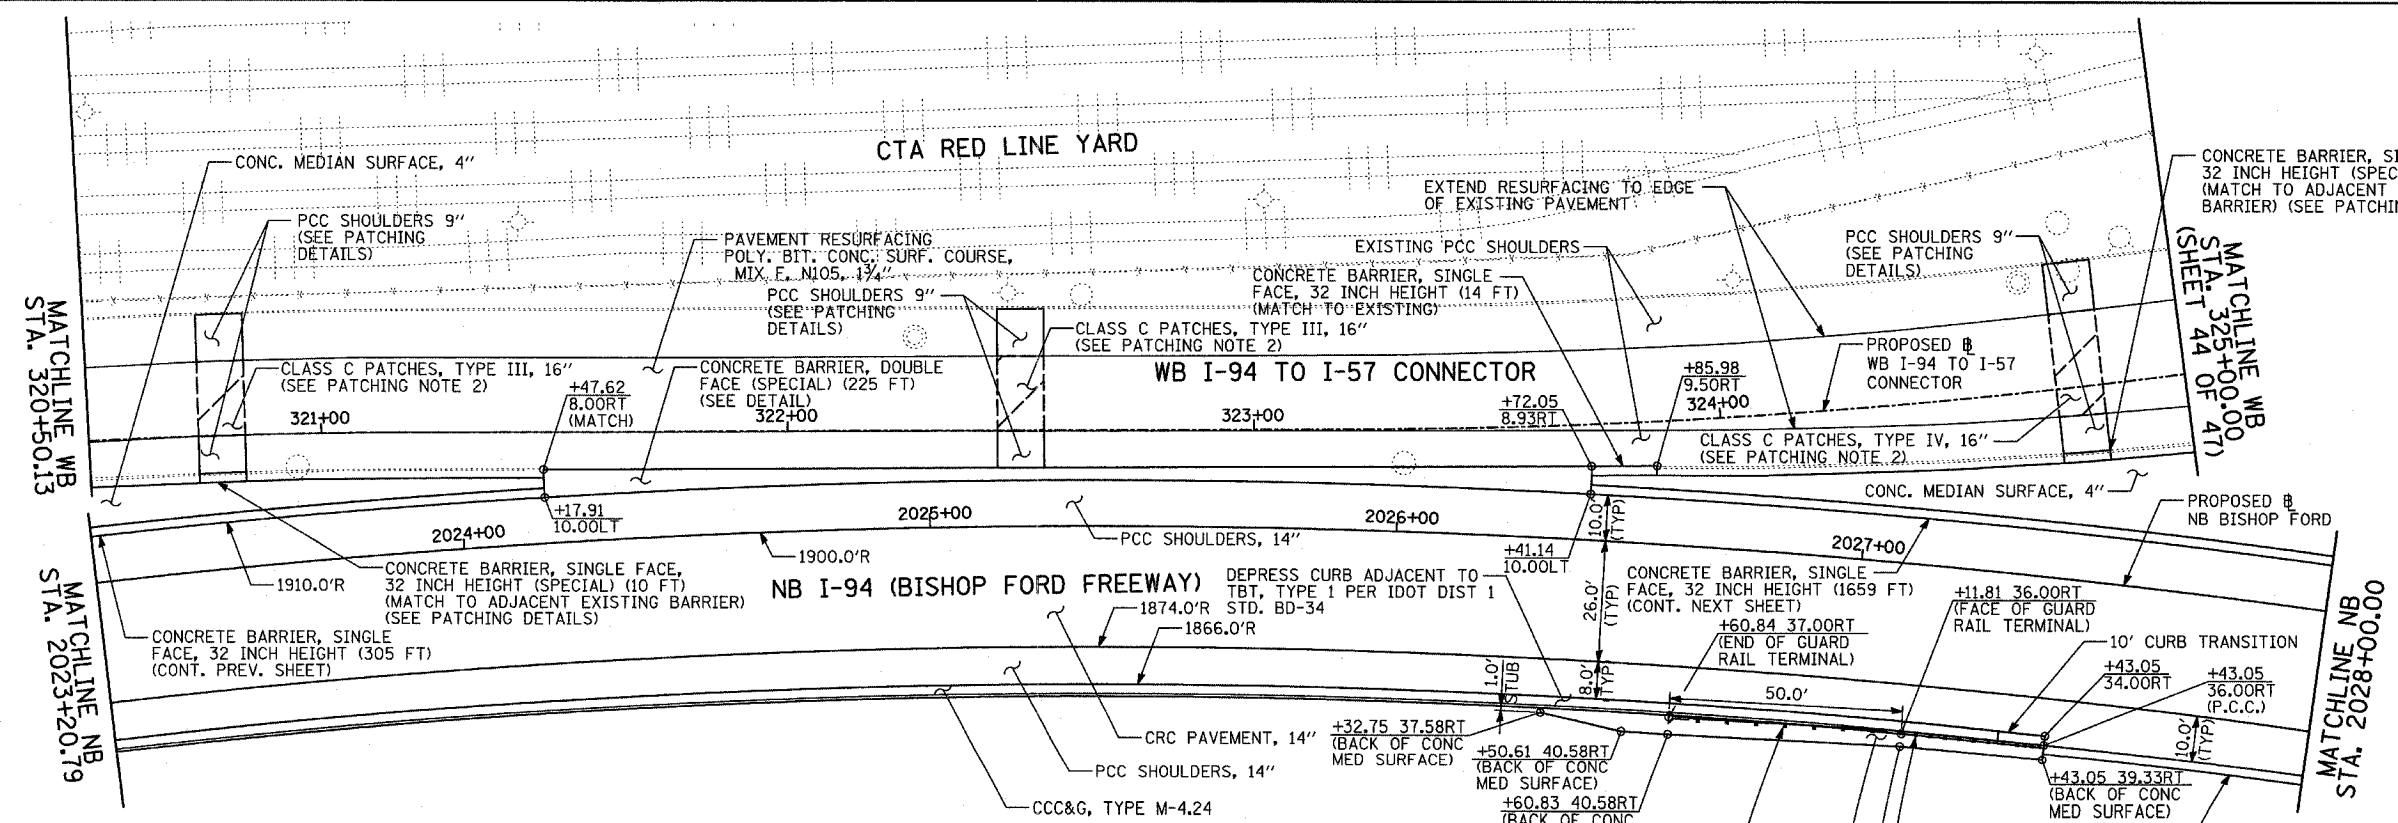 CTA RED LINE YARD
CONC. MEDIAN SURFACE, 4"
PCC SHOULDERS 9"
(SEE PATCHING
DETAILS)
PAVEMENT RESURFACING
POLY. BIT. CONC. SURF. COURSE,
MIX F, N105, 1¾"
PCC SHOULDERS 9"
(SEE PATCHING
DETAILS)
EXTEND RESURFACING TO EDGE
OF EXISTING PAVEMENT
EXISTING PCC SHOULDERS
CONCRETE BARRIER, SINGLE
FACE, 32 INCH HEIGHT (14 FT)
(MATCH TO EXISTING)
PCC SHOULDERS 9"
(SEE PATCHING
DETAILS)
CONCRETE BARRIER,
32 INCH HEIGHT
(MATCH TO ADJACENT
BARRIER) (SEE
MATCHLINE WB
STA. 325+00.00
(SHEET 44 OF 47)
MATCHLINE WB
STA. 320+50.13
CLASS C PATCHES, TYPE III, 16"
(SEE PATCHING NOTE 2)
+47.62
8.00RT
(MATCH)
CONCRETE BARRIER, DOUBLE
FACE (SPECIAL) (225 FT)
(SEE DETAIL)
CLASS C PATCHES, TYPE III, 16"
(SEE PATCHING NOTE 2)
WB I-94 TO I-57 CONNECTOR
+85.98
9.50RT
PROPOSED ℄
WB I-94 TO I-57
CONNECTOR
321+00
322+00
323+00
324+00
+72.05
8.93RT
CLASS C PATCHES, TYPE IV, 16"
(SEE PATCHING NOTE 2)
CONC. MEDIAN SURFACE, 4"
PROPOSED ℄
NB BISHOP FORD
+17.91
10.00LT
2024+00
2025+00
2026+00
2027+00
10.0'
(TYP)
PCC SHOULDERS, 14"
1900.0'R
1910.0'R
+41.14
10.00LT
MATCHLINE NB
STA. 2023+20.79
CONCRETE BARRIER, SINGLE FACE,
32 INCH HEIGHT (SPECIAL) (10 FT)
(MATCH TO ADJACENT EXISTING BARRIER)
(SEE PATCHING DETAILS)
NB I-94 (BISHOP FORD FREEWAY)
DEPRESS CURB ADJACENT TO
TBT, TYPE 1 PER IDOT DIST 1
STD. BD-34
1874.0'R
1866.0'R
26.0'
(TYP)
CONCRETE BARRIER, SINGLE
FACE, 32 INCH HEIGHT (1659 FT)
(CONT. NEXT SHEET)
+11.81 36.00RT
(FACE OF GUARD
RAIL TERMINAL)
+60.84 37.00RT
(END OF GUARD
RAIL TERMINAL)
10' CURB TRANSITION
+43.05
34.00RT
+43.05
36.00RT
(P.C.C.)
MATCHLINE NB
STA. 2028+00.00
CONCRETE BARRIER, SINGLE
FACE, 32 INCH HEIGHT (305 FT)
(CONT. PREV. SHEET)
1.0'
STUB
8.0'
(TYP)
50.0'
10.0'
(TYP)
CRC PAVEMENT, 14"
PCC SHOULDERS, 14"
CCC&G, TYPE M-4.24
+32.75 37.58RT
(BACK OF CONC
MED SURFACE)
+50.61 40.58RT
(BACK OF CONC
MED SURFACE)
+60.83 40.58RT
(BACK OF CONC
+43.05 39.33RT
(BACK OF CONC
MED SURFACE)